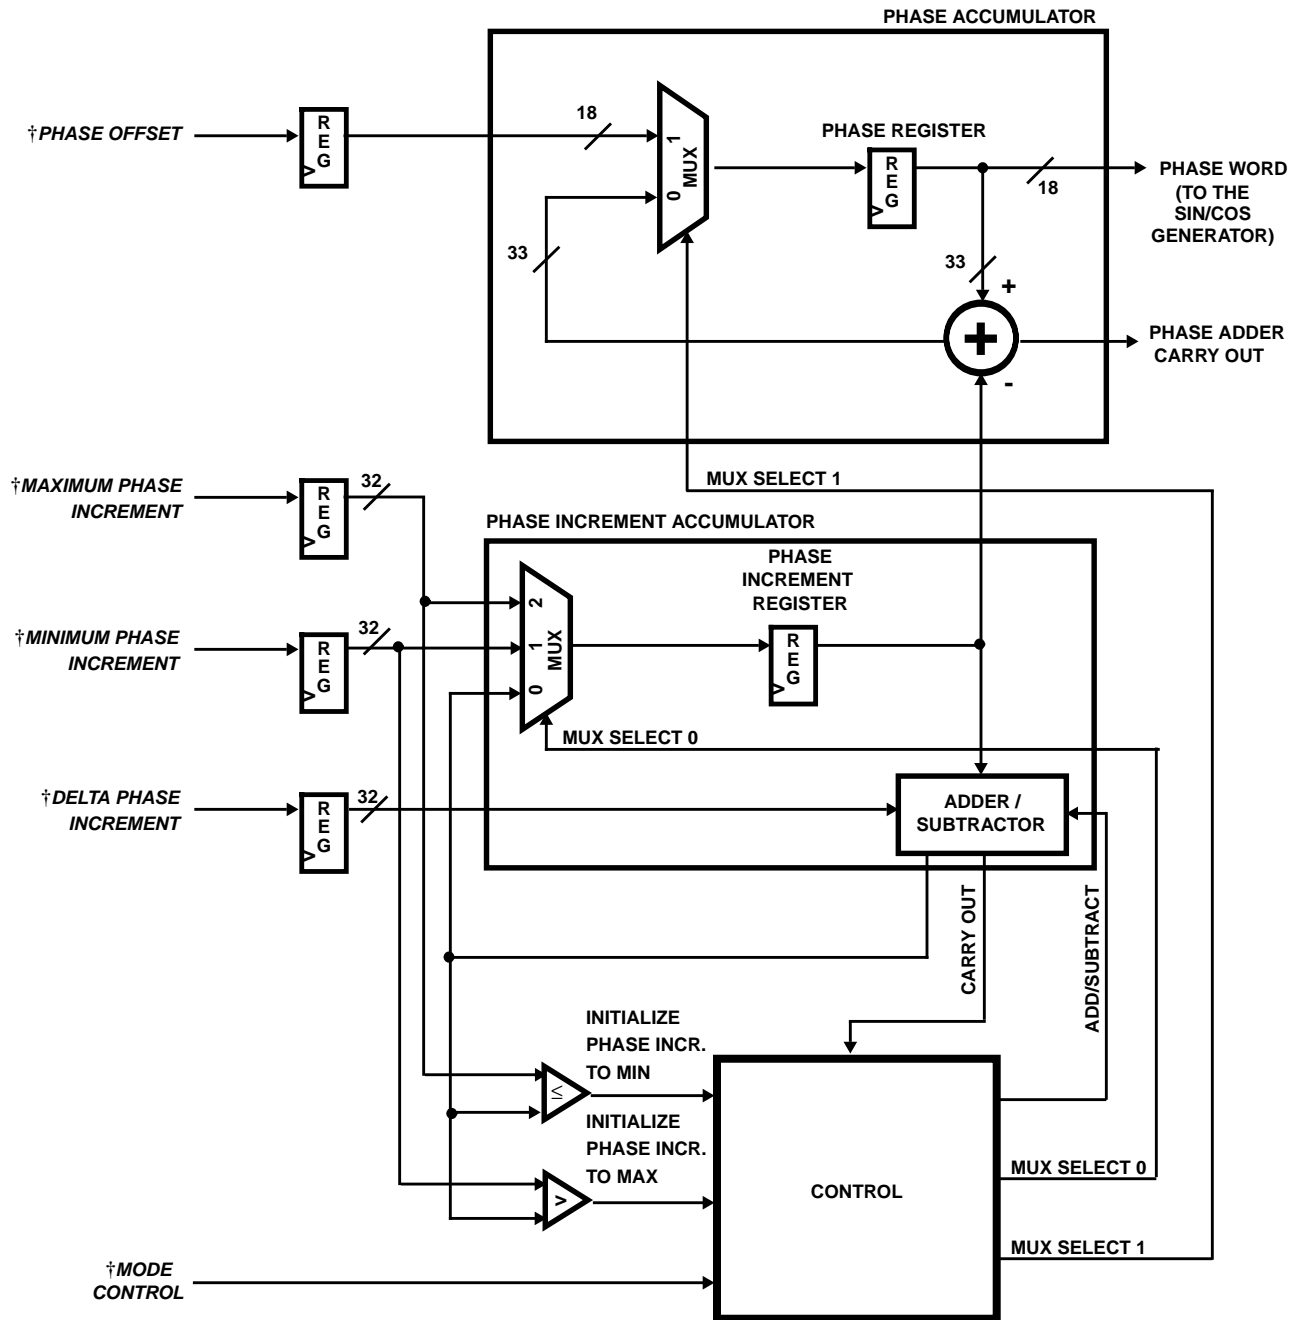 PHASE ACCUMULATOR
†PHASE OFFSET
REG
>
18
1
MUX
0
PHASE REGISTER
REG
>
18
PHASE WORD
(TO THE
SIN/COS
GENERATOR)
33
33
+
+
-
PHASE ADDER
CARRY OUT
†MAXIMUM PHASE
INCREMENT
REG
>
32
MUX SELECT 1
PHASE INCREMENT ACCUMULATOR
PHASE
INCREMENT
REGISTER
2
1
MUX
0
REG
>
†MINIMUM PHASE
INCREMENT
REG
>
32
MUX SELECT 0
†DELTA PHASE
INCREMENT
REG
>
32
ADDER /
SUBTRACTOR
CARRY OUT
ADD/SUBTRACT
INITIALIZE
PHASE INCR.
TO MIN
≤
INITIALIZE
PHASE INCR.
TO MAX
>
CONTROL
MUX SELECT 0
MUX SELECT 1
†MODE
CONTROL